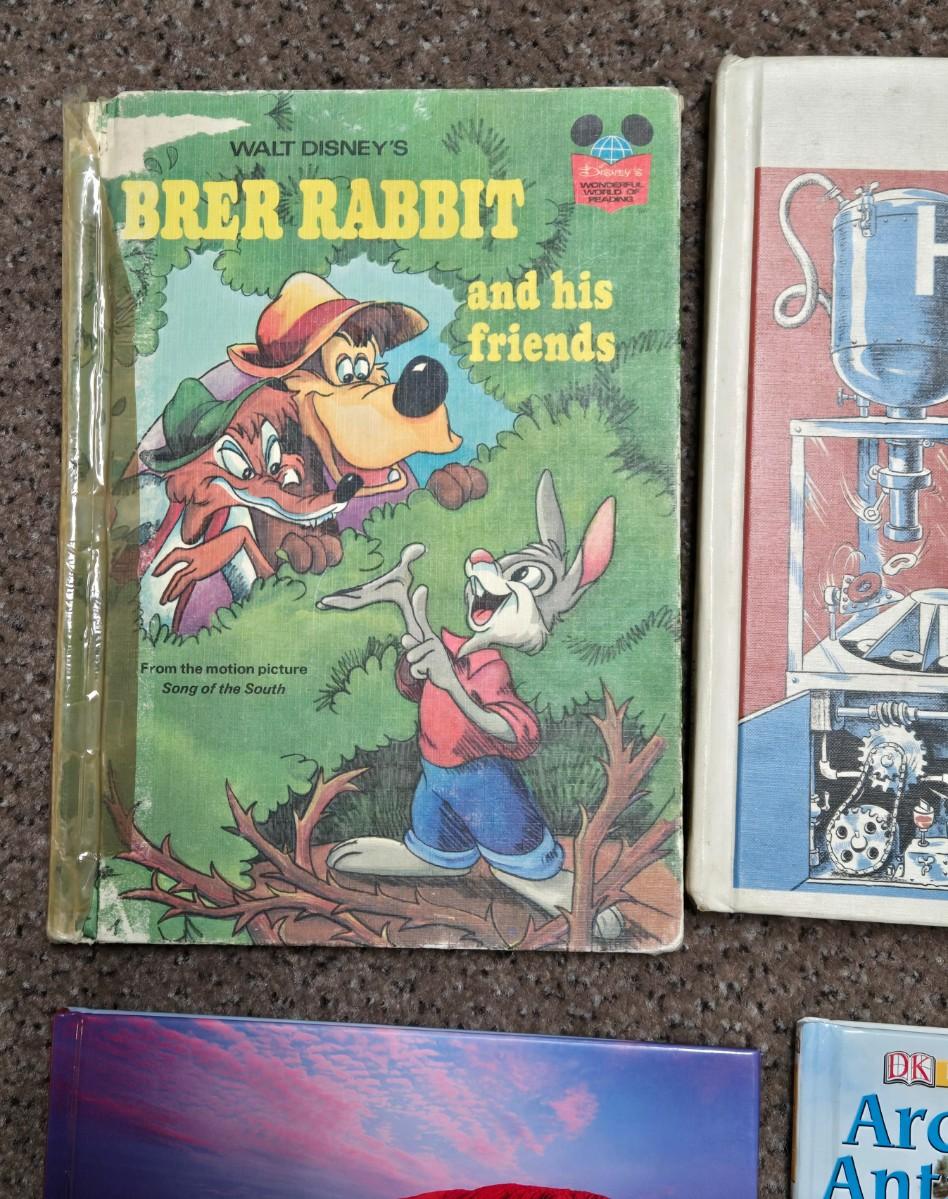 WALT DISNEY'S
BRER RABBIT
and his
friends
Disney's
WONDERFUL
WORLD OF
READING
From the motion picture
Song of the South
H
DK
Arc
Ant